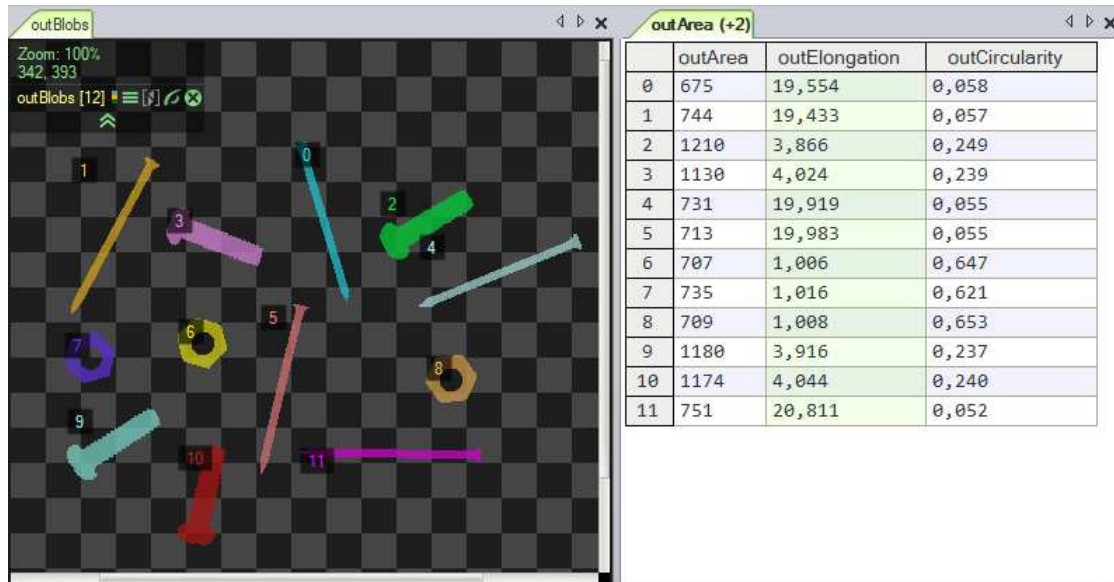 outBlobs
Zoom: 100%
342, 393
outBlobs [12]
1
0
3
2
4
5
7
6
8
9
10
11
outArea (+2)
outArea outElongation outCircularity
0 675 19,554 0,058
1 744 19,433 0,057
2 1210 3,866 0,249
3 1130 4,024 0,239
4 731 19,919 0,055
5 713 19,983 0,055
6 707 1,006 0,647
7 735 1,016 0,621
8 709 1,008 0,653
9 1180 3,916 0,237
10 1174 4,044 0,240
11 751 20,811 0,052